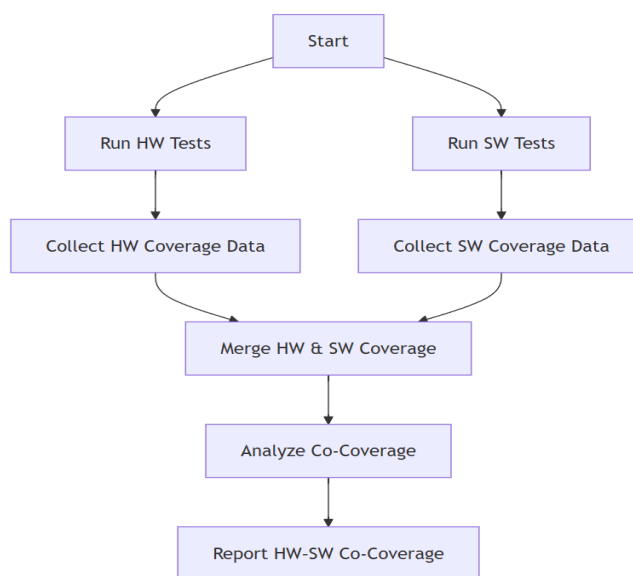 Start
Run HW Tests
Run SW Tests
Collect HW Coverage Data
Collect SW Coverage Data
Merge HW & SW Coverage
Analyze Co-Coverage
Report HW-SW Co-Coverage